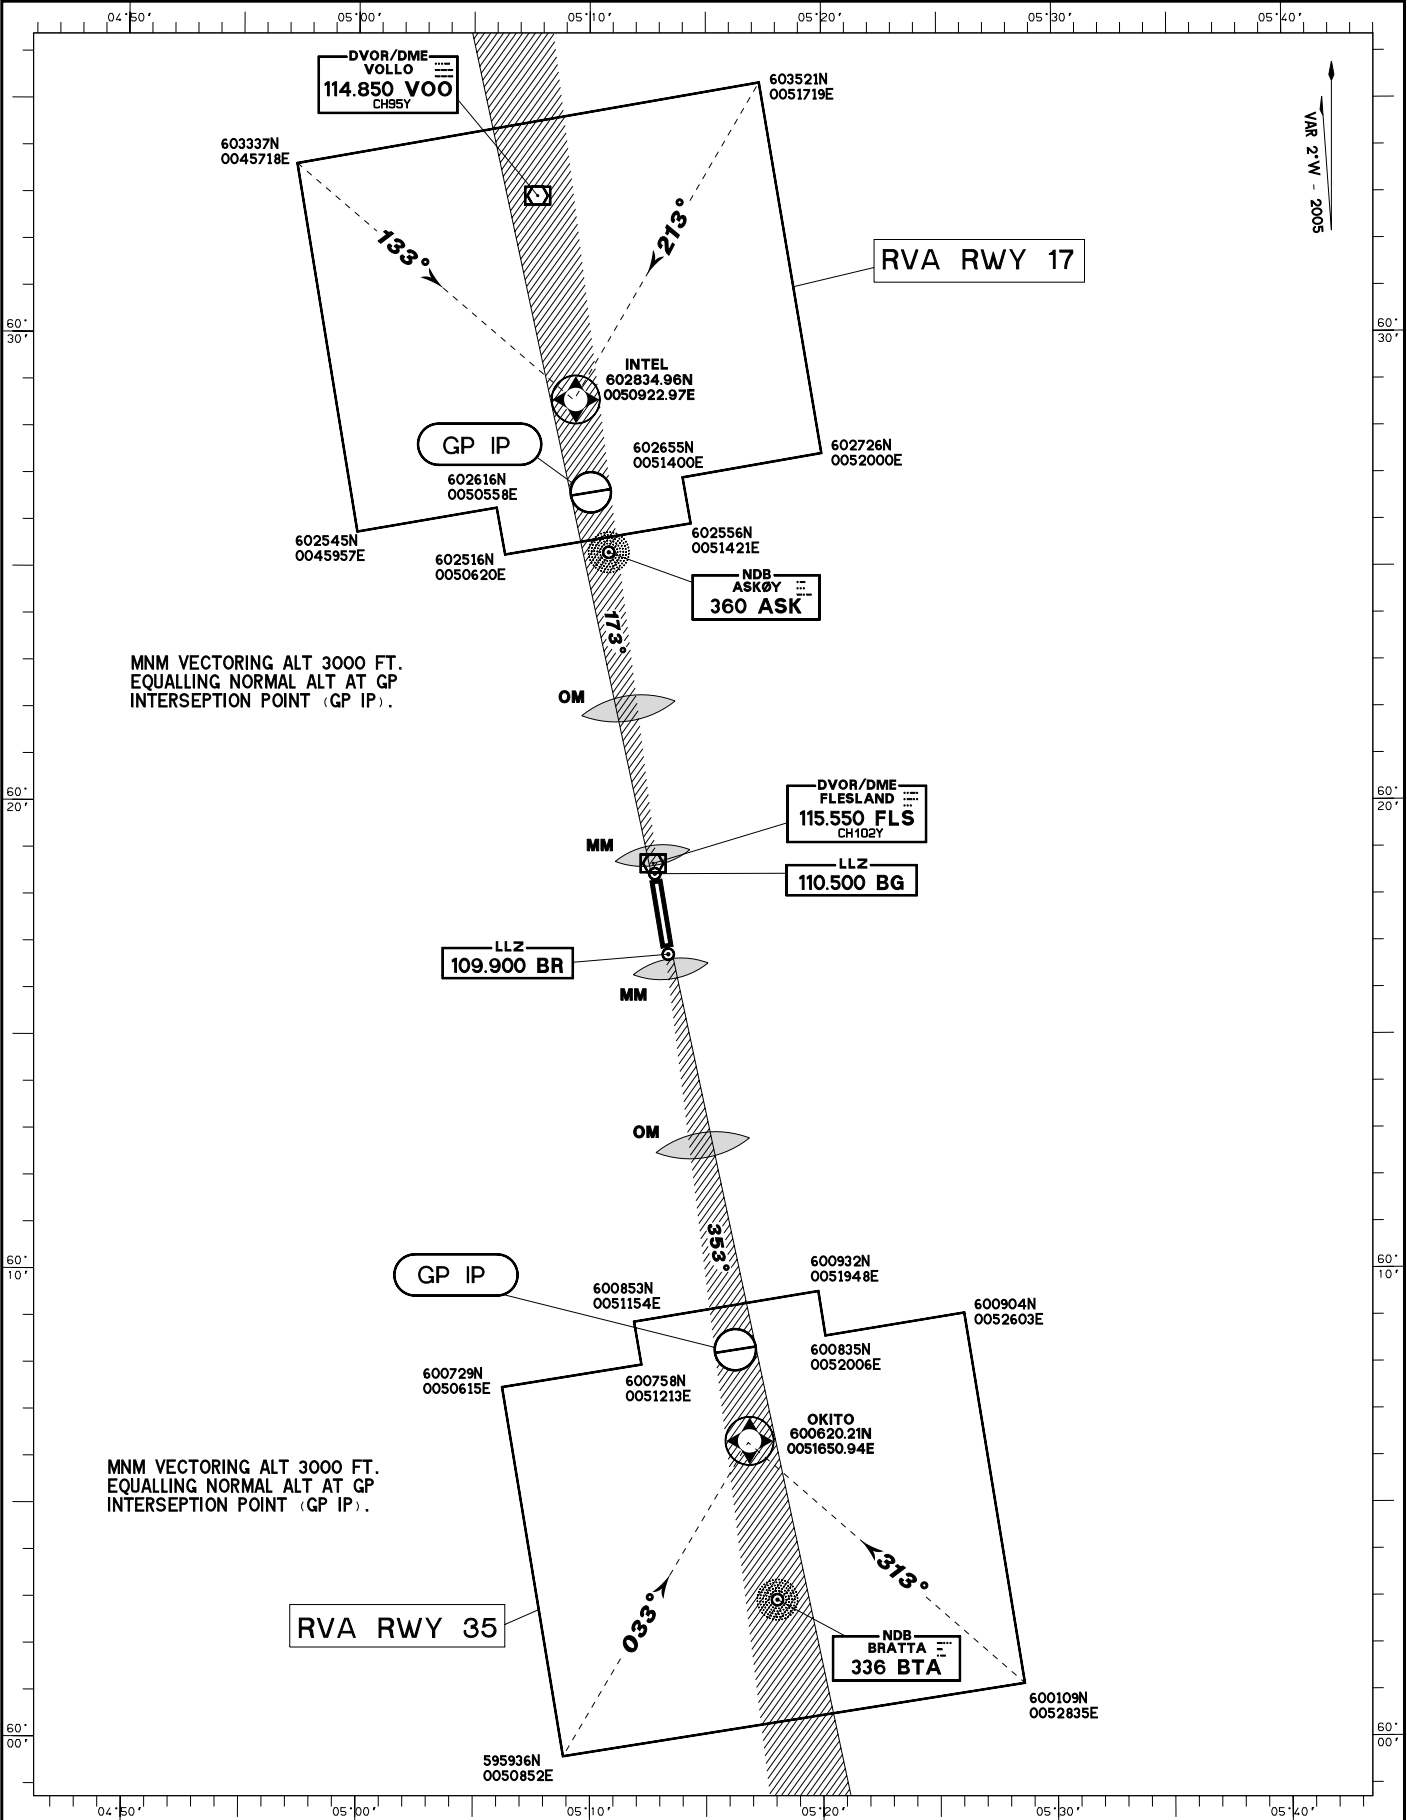 04°50'
05°00'
05°10'
05°20'
05°30'
05°40'
DVOR/DME
VOLLO
114.850 VOO
CH95Y
603521N
0051719E
VAR 2°W - 2005
603337N
0045718E
133°
213°
RVA RWY 17
60°
30'
60°
30'
INTEL
602834.96N
0050922.97E
GP IP
602655N
0051400E
602726N
0052000E
602616N
0050558E
602545N
0045957E
602516N
0050620E
602556N
0051421E
NDB
ASKØY
360 ASK
173°
MNM VECTORING ALT 3000 FT.
EQUALLING NORMAL ALT AT GP
INTERSEPTION POINT (GP IP).
OM
60°
20'
60°
20'
DVOR/DME
FLESLAND
115.550 FLS
CH102Y
MM
LLZ
110.500 BG
LLZ
109.900 BR
MM
OM
353°
60°
10'
60°
10'
GP IP
600853N
0051154E
600932N
0051948E
600904N
0052603E
600835N
0052006E
600729N
0050615E
600758N
0051213E
OKITO
600620.21N
0051650.94E
MNM VECTORING ALT 3000 FT.
EQUALLING NORMAL ALT AT GP
INTERSEPTION POINT (GP IP).
313°
033°
RVA RWY 35
NDB
BRATTA
336 BTA
600109N
0052835E
60°
00'
60°
00'
595936N
0050852E
04°50'
05°00'
05°10'
05°20'
05°30'
05°40'